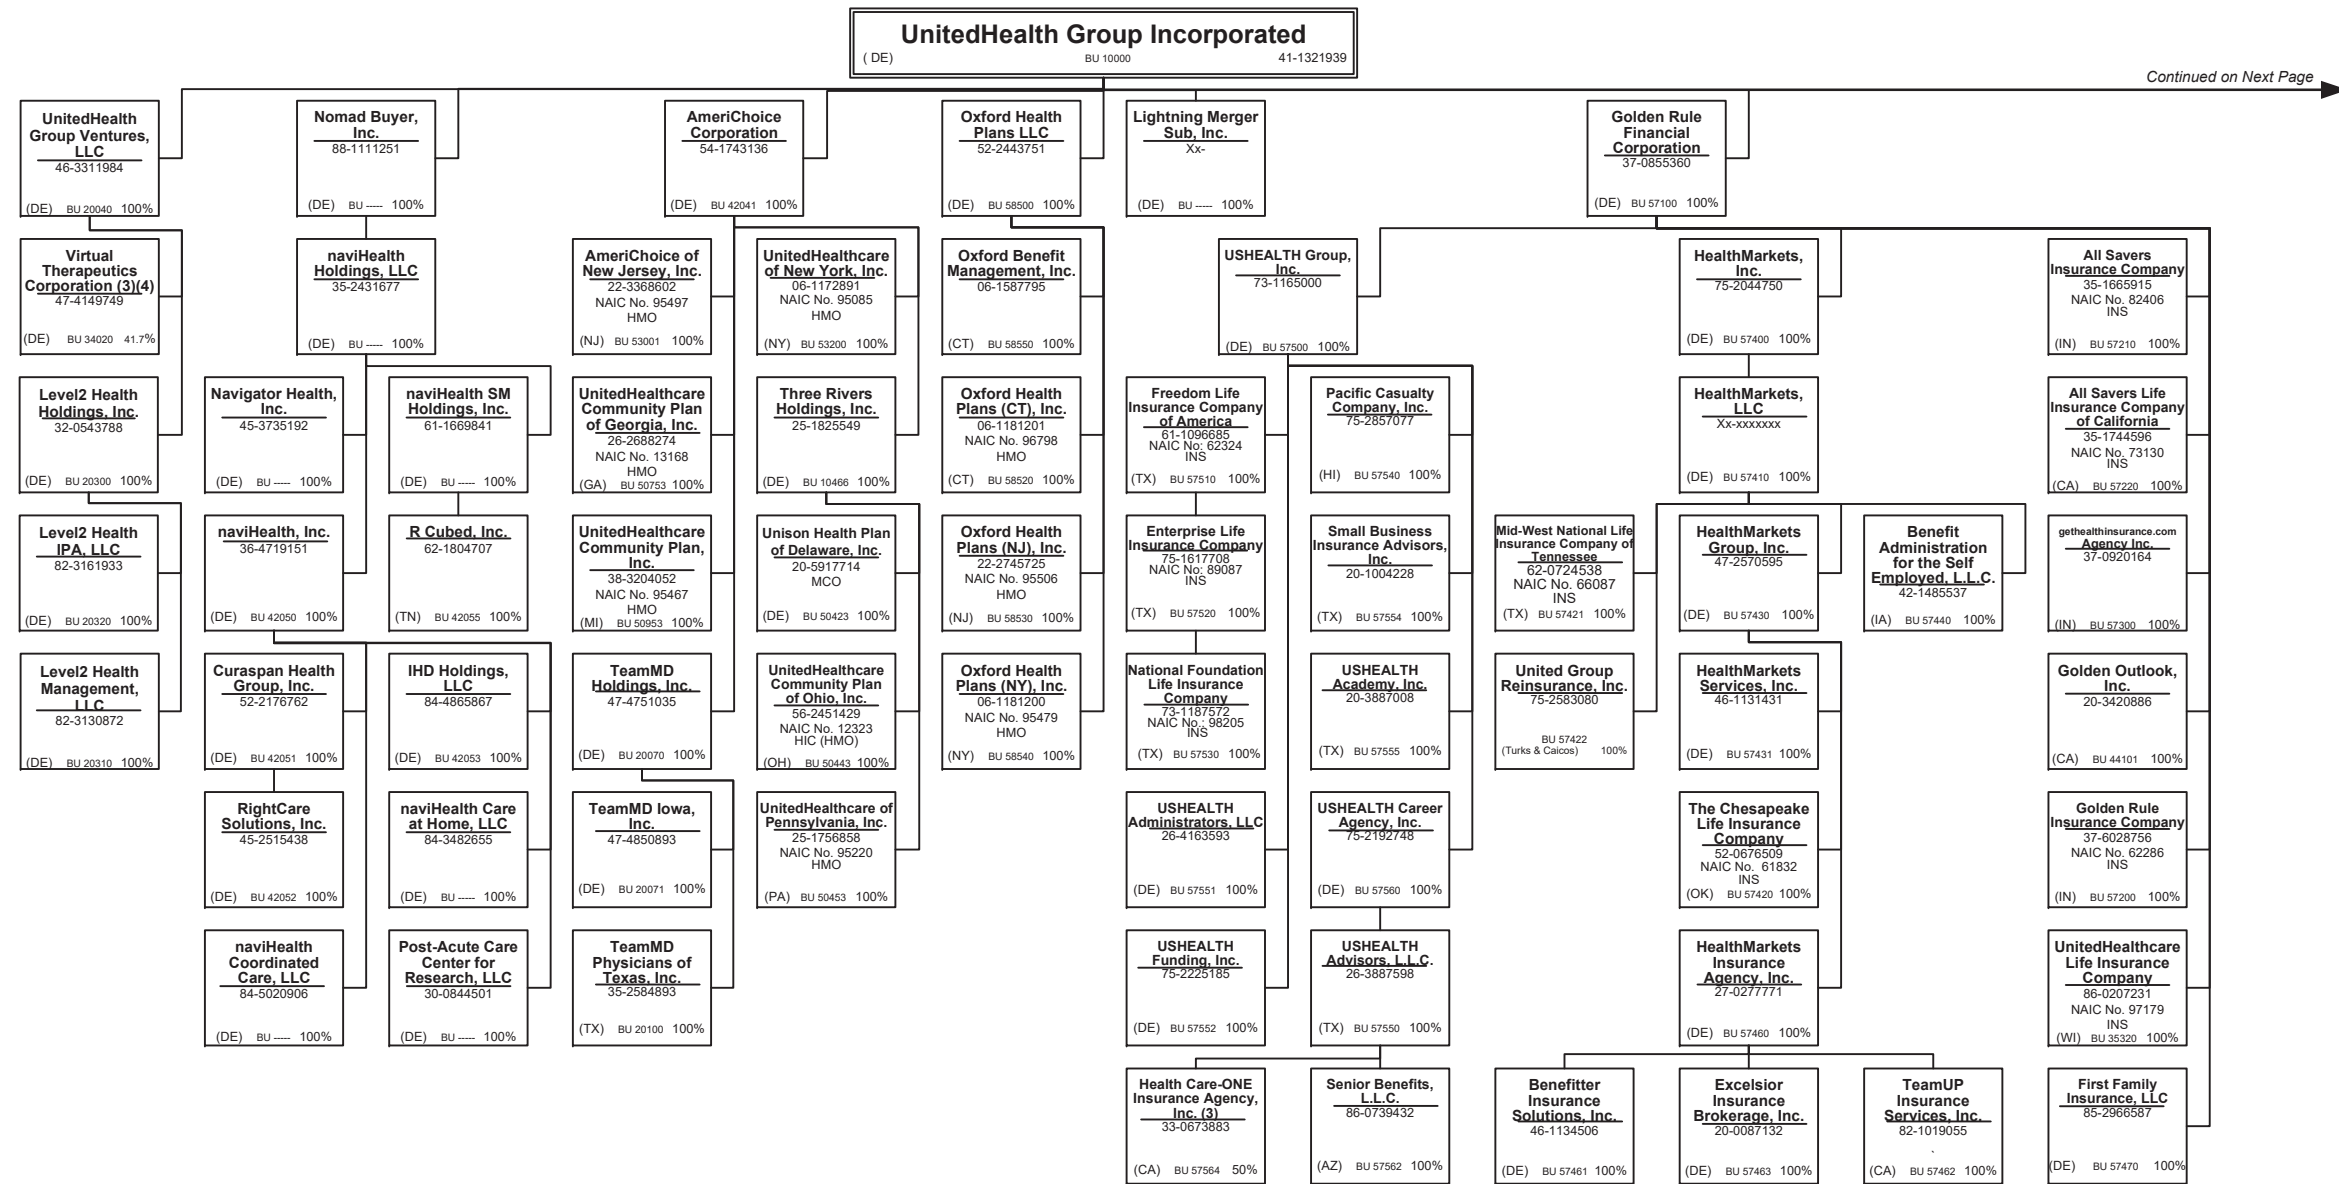 UnitedHealth Group Incorporated
( DE) BU 10000 41-1321939
Continued on Next Page
UnitedHealth
Group Ventures,
LLC
46-3311984
(DE) BU 20040 100%
Nomad Buyer,
Inc.
88-1111251
(DE) BU ----- 100%
AmeriChoice
Corporation
54-1743136
(DE) BU 42041 100%
Oxford Health
Plans LLC
52-2443751
(DE) BU 58500 100%
Lightning Merger
Sub, Inc.
Xx-
(DE) BU ----- 100%
Golden Rule
Financial
Corporation
37-0855360
(DE) BU 57100 100%
Virtual
Therapeutics
Corporation (3)(4)
47-4149749
(DE) BU 34020 41.7%
naviHealth
Holdings, LLC
35-2431677
(DE) BU ----- 100%
AmeriChoice of
New Jersey, Inc.
22-3368602
NAIC No. 95497
HMO
(NJ) BU 53001 100%
UnitedHealthcare
of New York, Inc.
06-1172891
NAIC No. 95085
HMO
(NY) BU 53200 100%
Oxford Benefit
Management, Inc.
06-1587795
(CT) BU 58550 100%
USHEALTH Group,
Inc.
73-1165000
(DE) BU 57500 100%
HealthMarkets,
Inc.
75-2044750
(DE) BU 57400 100%
All Savers
Insurance Company
35-1665915
NAIC No. 82406
INS
(IN) BU 57210 100%
Level2 Health
Holdings, Inc.
32-0543788
(DE) BU 20300 100%
Navigator Health,
Inc.
45-3735192
(DE) BU ----- 100%
naviHealth SM
Holdings, Inc.
61-1669841
(DE) BU ----- 100%
UnitedHealthcare
Community Plan
of Georgia, Inc.
26-2688274
NAIC No. 13168
HMO
(GA) BU 50753 100%
Three Rivers
Holdings, Inc.
25-1825549
(DE) BU 10466 100%
Oxford Health
Plans (CT), Inc.
06-1181201
NAIC No. 96798
HMO
(CT) BU 58520 100%
Freedom Life
Insurance Company
of America
61-1096685
NAIC No: 62324
INS
(TX) BU 57510 100%
Pacific Casualty
Company, Inc.
75-2857077
(HI) BU 57540 100%
HealthMarkets,
LLC
Xx-xxxxxxx
(DE) BU 57410 100%
All Savers Life
Insurance Company
of California
35-1744596
NAIC No. 73130
INS
(CA) BU 57220 100%
Level2 Health
IPA, LLC
82-3161933
(DE) BU 20320 100%
naviHealth, Inc.
36-4719151
(DE) BU 42050 100%
R Cubed, Inc.
62-1804707
(TN) BU 42055 100%
UnitedHealthcare
Community Plan,
Inc.
38-3204052
NAIC No. 95467
HMO
(MI) BU 50953 100%
Unison Health Plan
of Delaware, Inc.
20-5917714
MCO
(DE) BU 50423 100%
Oxford Health
Plans (NJ), Inc.
22-2745725
NAIC No. 95506
HMO
(NJ) BU 58530 100%
Enterprise Life
Insurance Company
75-1617708
NAIC No: 89087
INS
(TX) BU 57520 100%
Small Business
Insurance Advisors,
Inc.
20-1004228
(TX) BU 57554 100%
Mid-West National Life
Insurance Company of
Tennessee
62-0724538
NAIC No. 66087
INS
(TX) BU 57421 100%
HealthMarkets
Group, Inc.
47-2570595
(DE) BU 57430 100%
Benefit
Administration
for the Self
Employed, L.L.C.
42-1485537
(IA) BU 57440 100%
gethealthinsurance.com
Agency Inc.
37-0920164
(IN) BU 57300 100%
Level2 Health
Management,
LLC
82-3130872
(DE) BU 20310 100%
Curaspan Health
Group, Inc.
52-2176762
(DE) BU 42051 100%
IHD Holdings,
LLC
84-4865867
(DE) BU 42053 100%
TeamMD
Holdings, Inc.
47-4751035
(DE) BU 20070 100%
UnitedHealthcare
Community Plan
of Ohio, Inc.
56-2451429
NAIC No. 12323
HIC (HMO)
(OH) BU 50443 100%
Oxford Health
Plans (NY), Inc.
06-1181200
NAIC No. 95479
HMO
(NY) BU 58540 100%
National Foundation
Life Insurance
Company
73-1187572
NAIC No.: 98205
INS
(TX) BU 57530 100%
USHEALTH
Academy, Inc.
20-3887008
(TX) BU 57555 100%
United Group
Reinsurance, Inc.
75-2583080
BU 57422
(Turks & Caicos) 100%
HealthMarkets
Services, Inc.
46-1131431
(DE) BU 57431 100%
Golden Outlook,
Inc.
20-3420886
(CA) BU 44101 100%
RightCare
Solutions, Inc.
45-2515438
(DE) BU 42052 100%
naviHealth Care
at Home, LLC
84-3482655
(DE) BU ----- 100%
TeamMD Iowa,
Inc.
47-4850893
(DE) BU 20071 100%
UnitedHealthcare of
Pennsylvania, Inc.
25-1756858
NAIC No. 95220
HMO
(PA) BU 50453 100%
USHEALTH
Administrators, LLC
26-4163593
(DE) BU 57551 100%
USHEALTH Career
Agency, Inc.
75-2192748
(DE) BU 57560 100%
The Chesapeake
Life Insurance
Company
52-0676509
NAIC No. 61832
INS
(OK) BU 57420 100%
Golden Rule
Insurance Company
37-6028756
NAIC No. 62286
INS
(IN) BU 57200 100%
naviHealth
Coordinated
Care, LLC
84-5020906
(DE) BU ----- 100%
Post-Acute Care
Center for
Research, LLC
30-0844501
(DE) BU ----- 100%
TeamMD
Physicians of
Texas, Inc.
35-2584893
(TX) BU 20100 100%
USHEALTH
Funding, Inc.
75-2225185
(DE) BU 57552 100%
USHEALTH
Advisors, L.L.C.
26-3887598
(TX) BU 57550 100%
HealthMarkets
Insurance
Agency, Inc.
27-0277771
(DE) BU 57460 100%
UnitedHealthcare
Life Insurance
Company
86-0207231
NAIC No. 97179
INS
(WI) BU 35320 100%
Health Care-ONE
Insurance Agency,
Inc. (3)
33-0673883
(CA) BU 57564 50%
Senior Benefits,
L.L.C.
86-0739432
(AZ) BU 57562 100%
Benefitter
Insurance
Solutions, Inc.
46-1134506
(DE) BU 57461 100%
Excelsior
Insurance
Brokerage, Inc.
20-0087132
(DE) BU 57463 100%
TeamUP
Insurance
Services, Inc.
82-1019055
`
(CA) BU 57462 100%
First Family
Insurance, LLC
85-2966587
(DE) BU 57470 100%